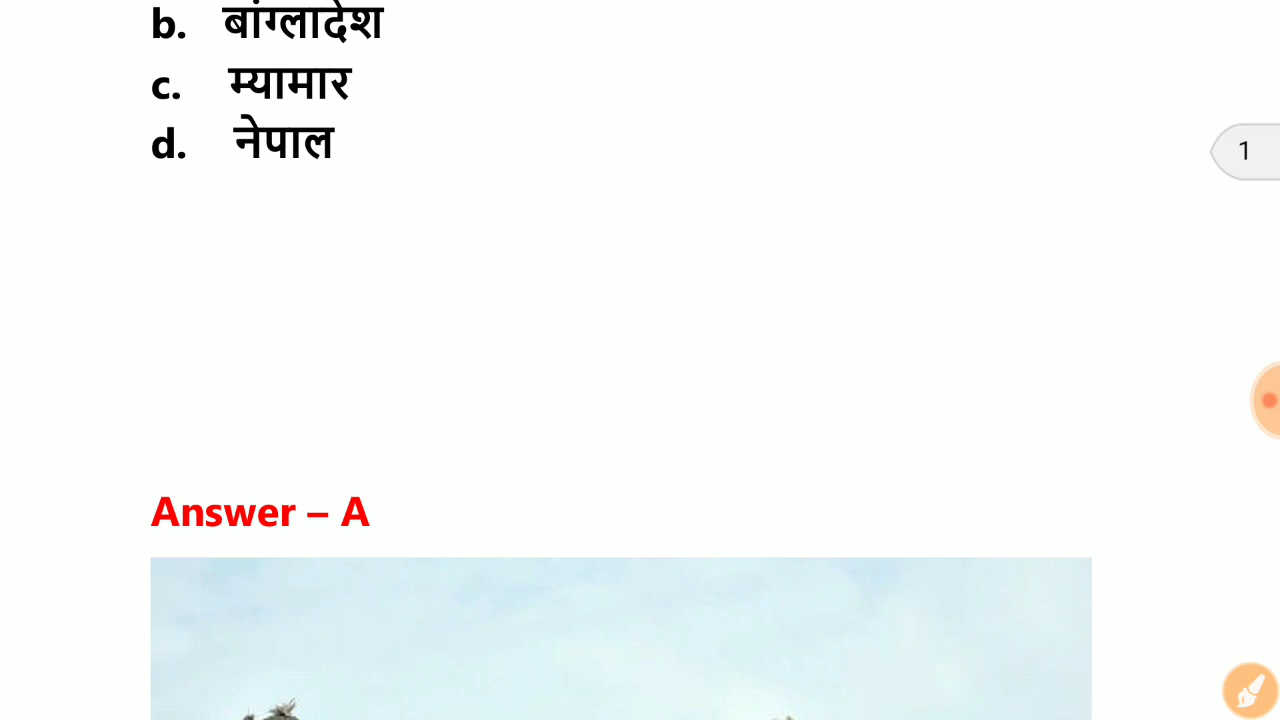 b. बांग्लादेश
c. म्यामार
d. नेपाल
1
Answer – A